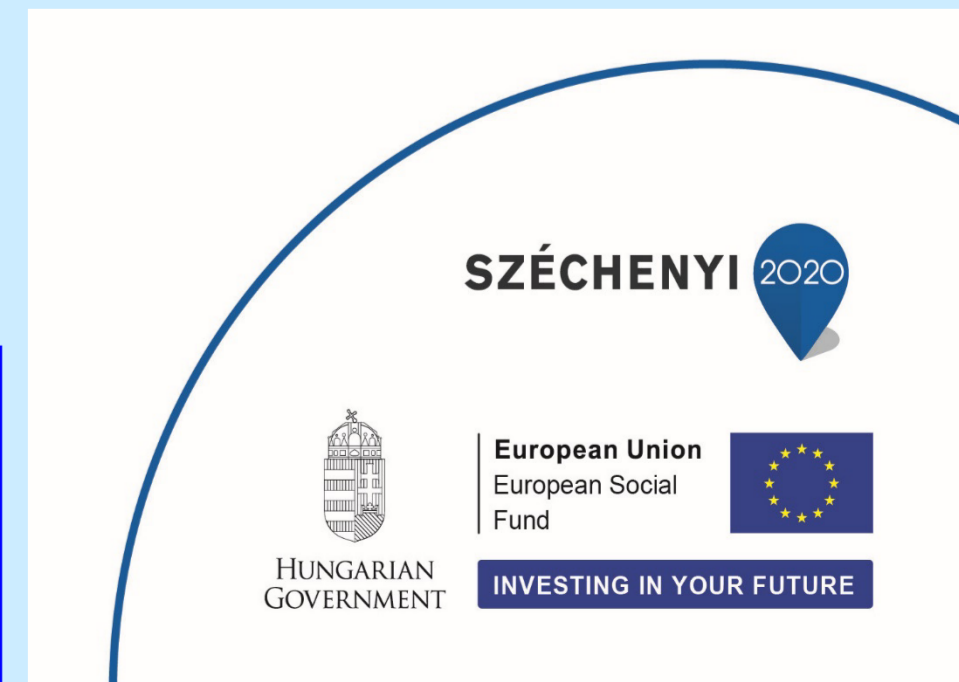 SZÉCHENYI 2020
European Union
European Social
Fund
HUNGARIAN
GOVERNMENT
INVESTING IN YOUR FUTURE